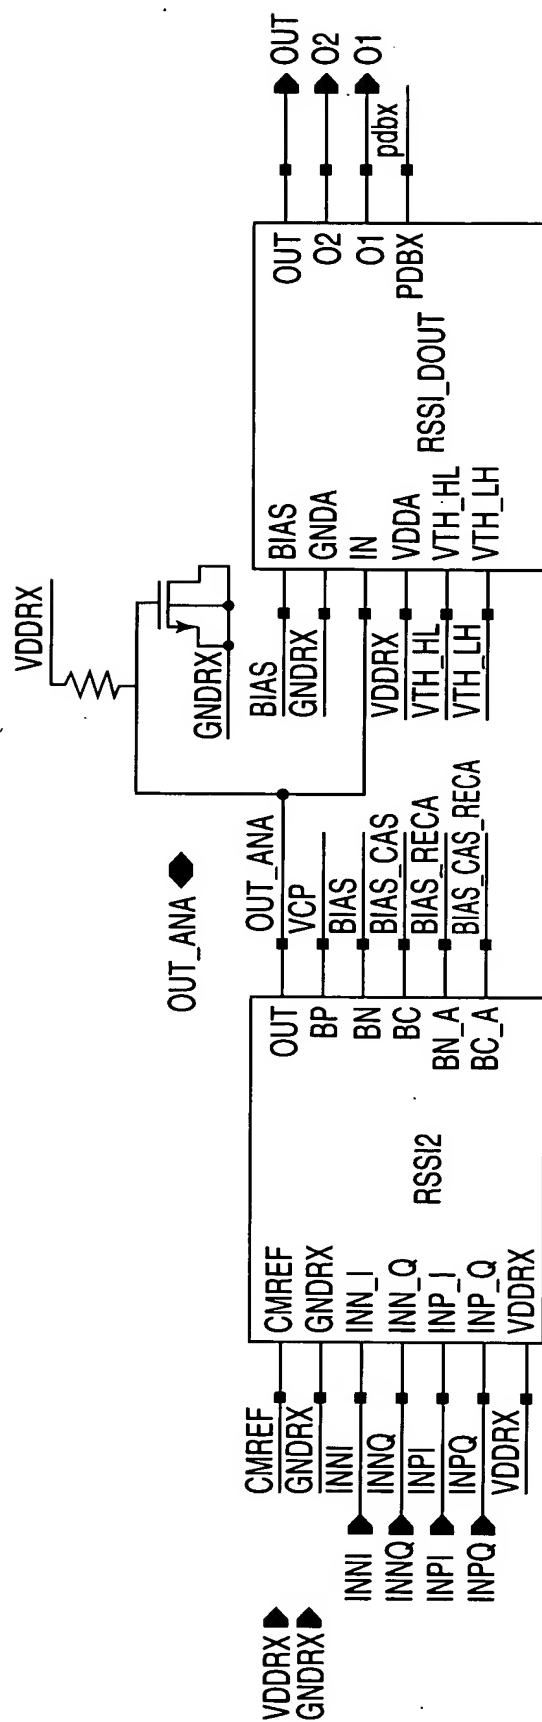 VDDRX
GNDRX
INNI
INNQ
INPI
INPQ
CMREF
GNDRX
INNI
INNQ
INPI
INPQ
VDDRX
CMREF
GNDRX
INN_I
INN_Q
INP_I
INP_Q
VDDRX
RSSI2
OUT
BP
BN
BC
BN_A
BC_A
OUT_ANA
OUT_ANA
VCP
BIAS
BIAS_CAS
BIAS_RECA
BIAS_CAS_RECA
VDDRX
GNDRX
BIAS
GNDRX
VDDRX
VTH_HL
VTH_LH
BIAS
GNDA
IN
VDDA
VTH_HL
VTH_LH
RSSI_DOUT
OUT
O2
O1
PDBX
pdbx
OUT
O2
O1